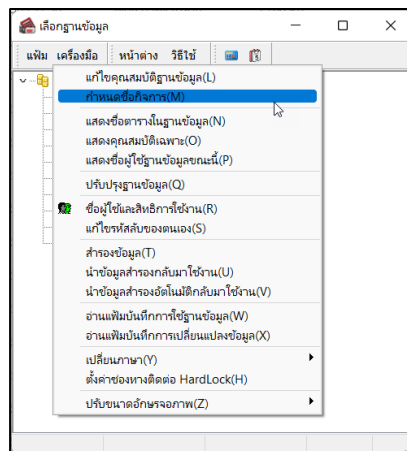 เลือกฐานข้อมูล
แฟ้ม เครื่องมือ หน้าต่าง วิธีใช้
แก้ไขคุณสมบัติฐานข้อมูล(L)
กำหนดชื่อกิจการ(M)
แสดงชื่อตารางในฐานข้อมูล(N)
แสดงคุณสมบัติเฉพาะ(O)
แสดงชื่อผู้ใช้ฐานข้อมูลขณะนี้(P)
ปรับปรุงฐานข้อมูล(Q)
ชื่อผู้ใช้และสิทธิการใช้งาน(R)
แก้ไขรหัสลับของตนเอง(S)
สำรองข้อมูล(T)
นำข้อมูลสำรองกลับมาใช้งาน(U)
นำข้อมูลสำรองอัตโนมัติกลับมาใช้งาน(V)
อ่านแฟ้มบันทึกการใช้ฐานข้อมูล(W)
อ่านแฟ้มบันทึกการเปลี่ยนแปลงข้อมูล(X)
เปลี่ยนภาษา(Y)
ตั้งค่าช่องทางติดต่อ HardLock(H)
ปรับขนาดอักษรจอภาพ(Z)